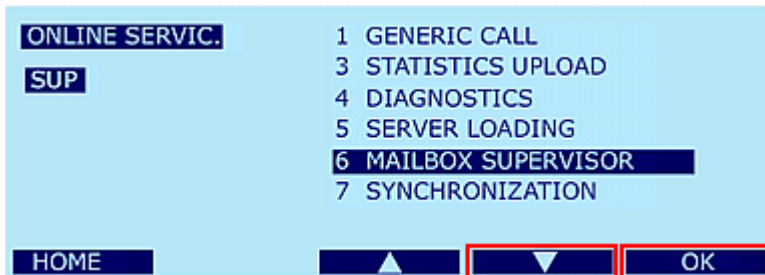 ONLINE SERVIC.
SUP
1 GENERIC CALL
3 STATISTICS UPLOAD
4 DIAGNOSTICS
5 SERVER LOADING
6 MAILBOX SUPERVISOR
7 SYNCHRONIZATION
HOME
OK